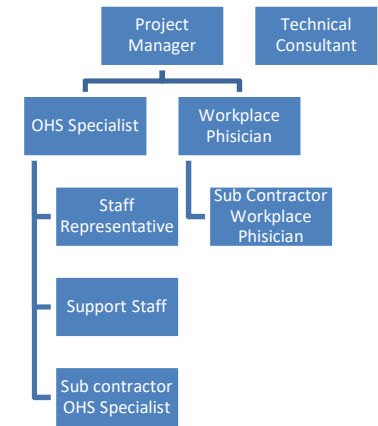 Project
Manager
Technical
Consultant
OHS Specialist
Workplace
Phisician
Staff
Representative
Sub Contractor
Workplace
Phisician
Support Staff
Sub contractor
OHS Specialist